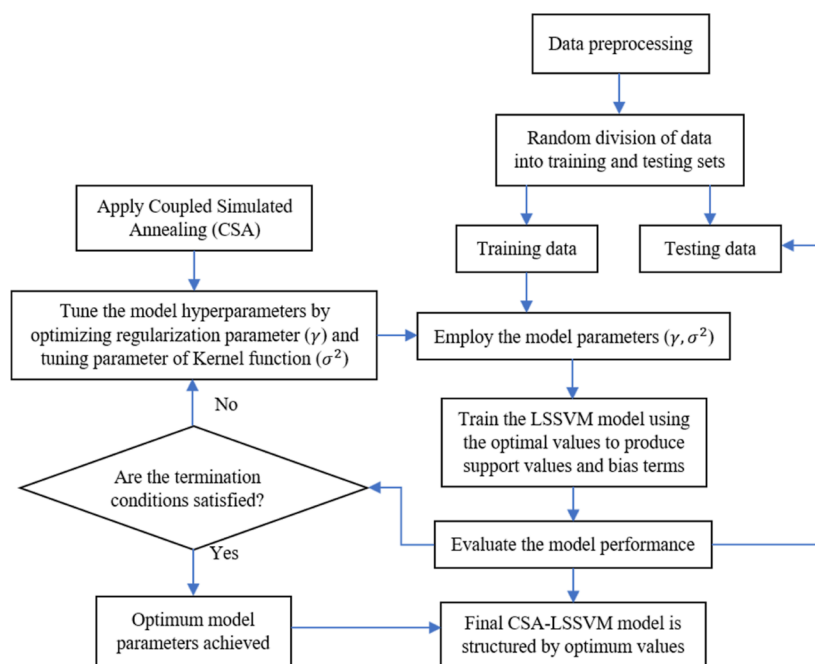 Data preprocessing
Random division of data
into training and testing sets
Apply Coupled Simulated
Annealing (CSA)
Training data
Testing data
Tune the model hyperparameters by
optimizing regularization parameter (γ) and
tuning parameter of Kernel function (σ²)
Employ the model parameters (γ, σ²)
No
Train the LSSVM model using
the optimal values to produce
support values and bias terms
Are the termination
conditions satisfied?
Evaluate the model performance
Yes
Optimum model
parameters achieved
Final CSA-LSSVM model is
structured by optimum values